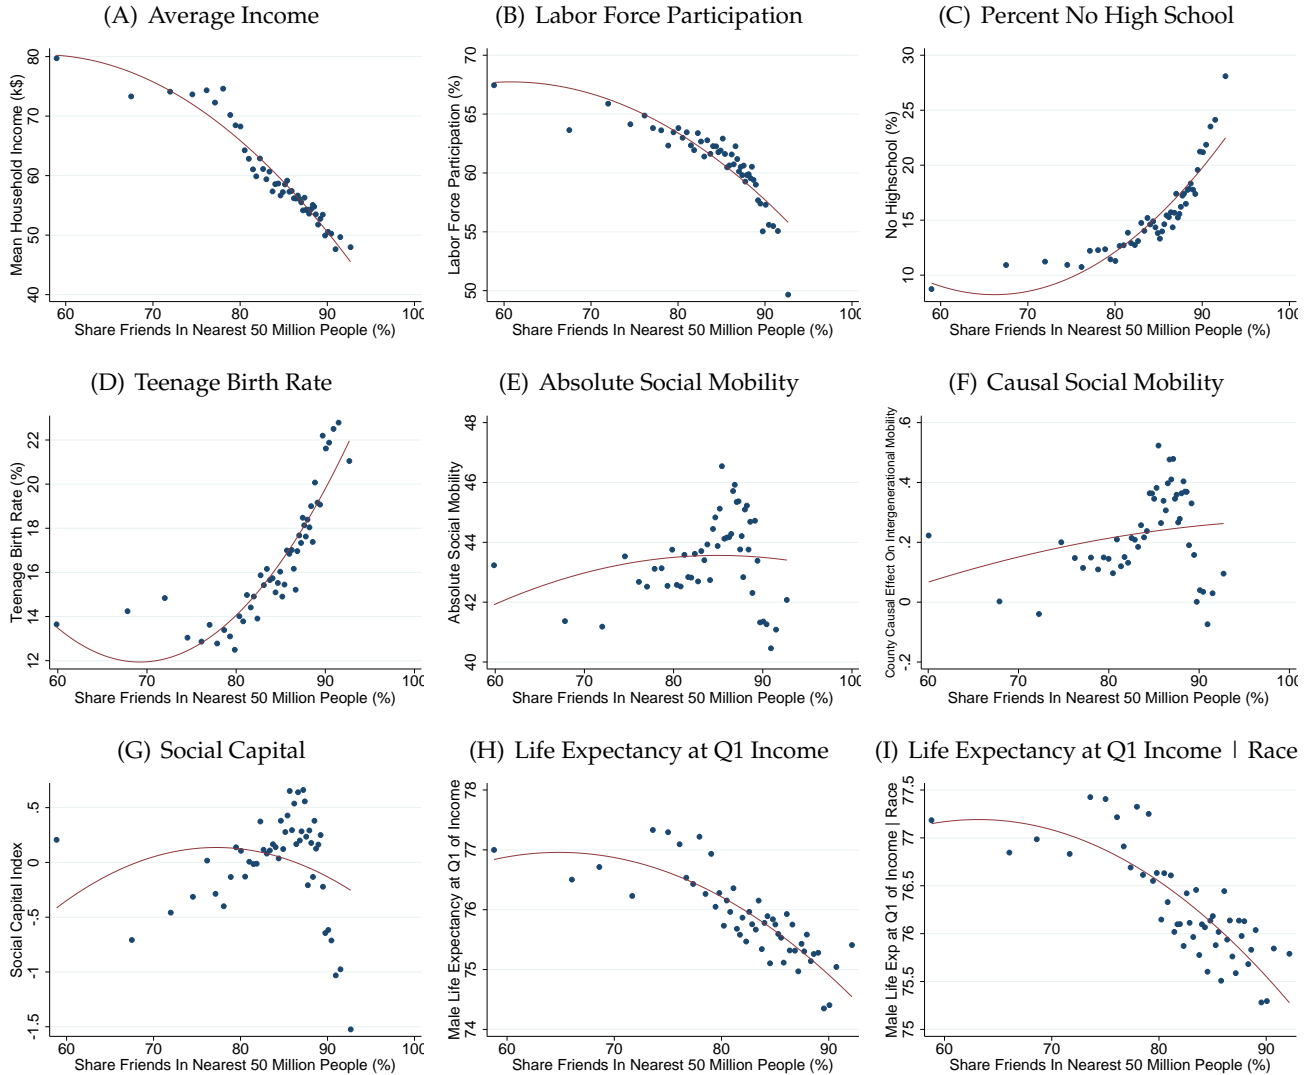 (A) Average Income
Mean Household Income (k$)
80
70
60
50
40
60 70 80 90 100
Share Friends In Nearest 50 Million People (%)
(B) Labor Force Participation
Labor Force Participation (%)
70
65
60
55
50
60 70 80 90 100
Share Friends In Nearest 50 Million People (%)
(C) Percent No High School
No Highschool (%)
30
25
20
15
10
60 70 80 90 100
Share Friends In Nearest 50 Million People (%)
(D) Teenage Birth Rate
Teenage Birth Rate (%)
22
20
18
16
14
12
60 70 80 90 100
Share Friends In Nearest 50 Million People (%)
(E) Absolute Social Mobility
Absolute Social Mobility
48
46
44
42
40
60 70 80 90 100
Share Friends In Nearest 50 Million People (%)
(F) Causal Social Mobility
County Causal Effect On Intergenerational Mobility
.6
.4
.2
0
-.2
60 70 80 90 100
Share Friends In Nearest 50 Million People (%)
(G) Social Capital
Social Capital Index
.5
0
-.5
-1
-1.5
60 70 80 90 100
Share Friends In Nearest 50 Million People (%)
(H) Life Expectancy at Q1 Income
Male Life Expectancy at Q1 of Income
78
77
76
75
74
60 70 80 90
Share Friends In Nearest 50 Million People (%)
(I) Life Expectancy at Q1 Income | Race
Male Life Exp at Q1 of Income | Race
77.5
77
76.5
76
75.5
75
60 70 80 90
Share Friends In Nearest 50 Million People (%)